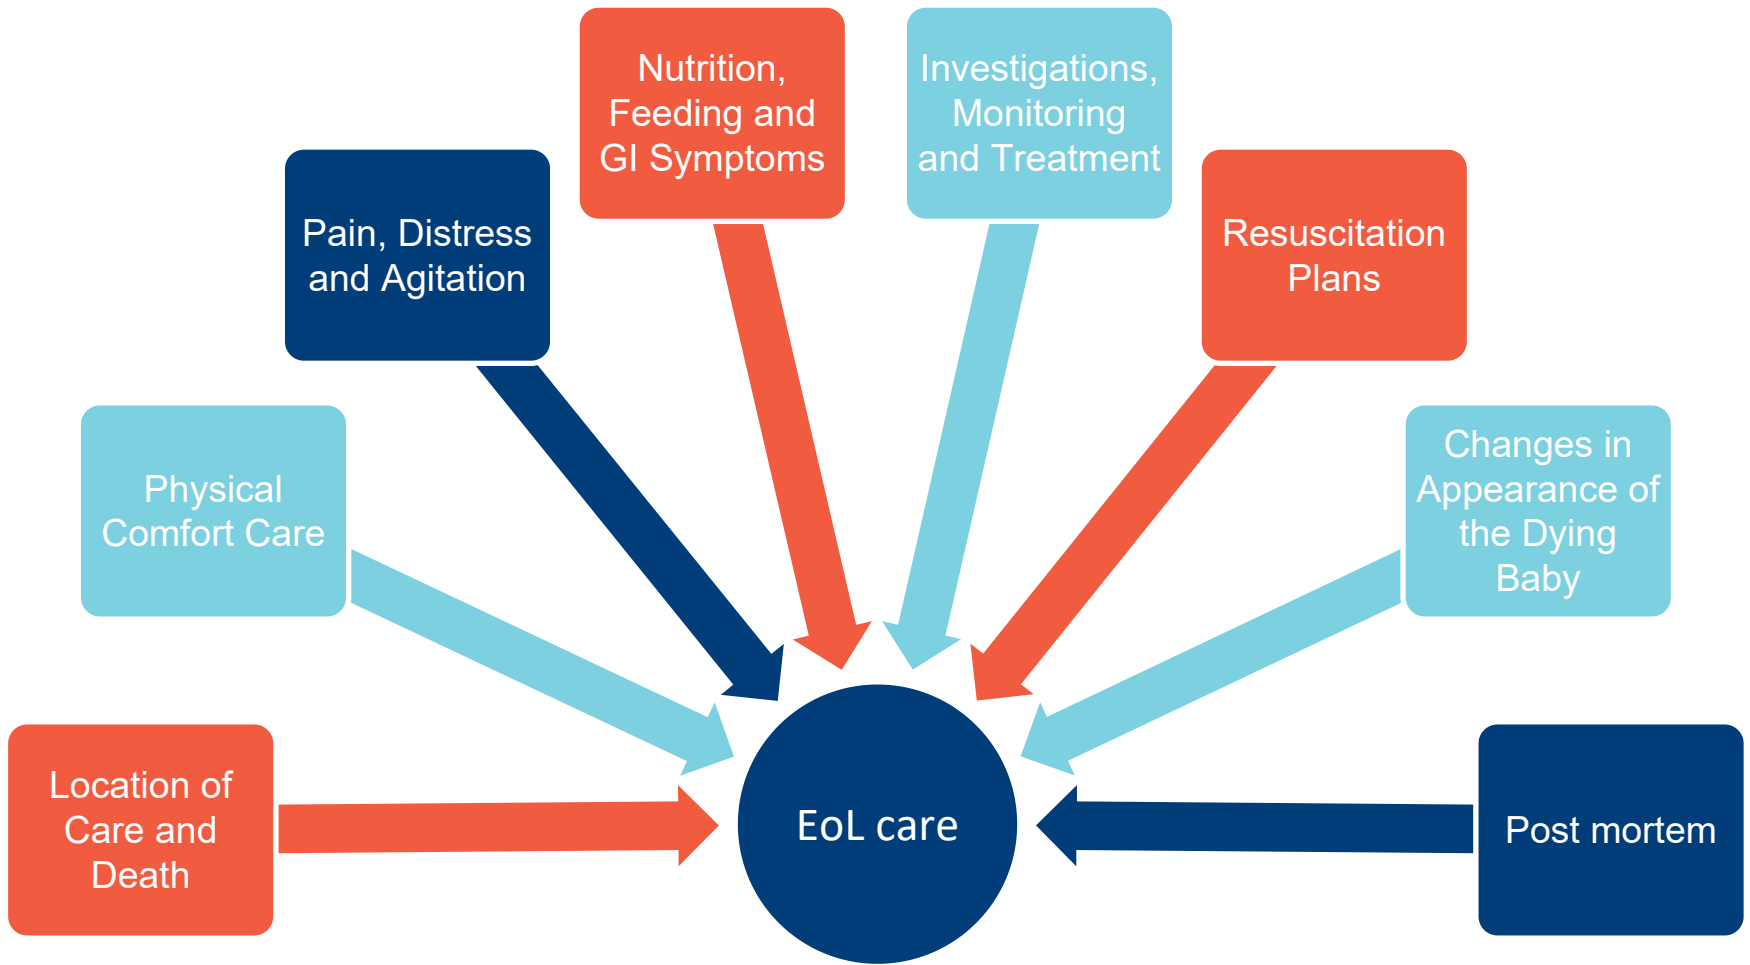 Nutrition,
Feeding and
GI Symptoms
Investigations,
Monitoring
and Treatment
Pain, Distress
and Agitation
Resuscitation
Plans
Physical
Comfort Care
Changes in
Appearance of
the Dying
Baby
Location of
Care and
Death
EoL care
Post mortem